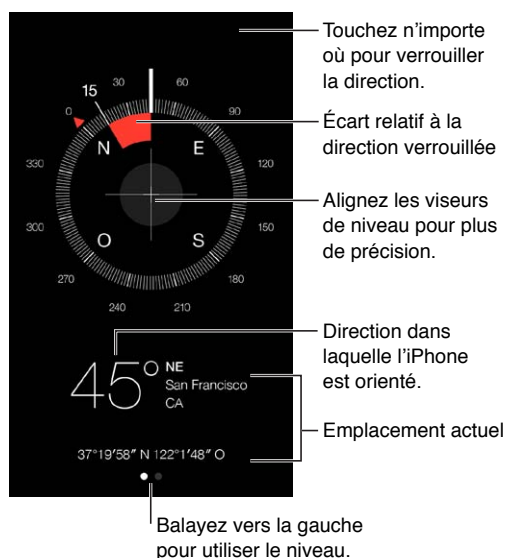 Touchez n’importe
où pour verrouiller
la direction.
15
30
60
0
90
Écart relatif à la
direction verrouillée
N
E
330
120
Alignez les viseurs
de niveau pour plus
de précision.
300
150
O
S
270
180
240
210
Direction dans
laquelle l’iPhone
est orienté.
45°
NE
San Francisco
CA
Emplacement actuel
37°19′58″ N 122°1′48″ O
Balayez vers la gauche
pour utiliser le niveau.